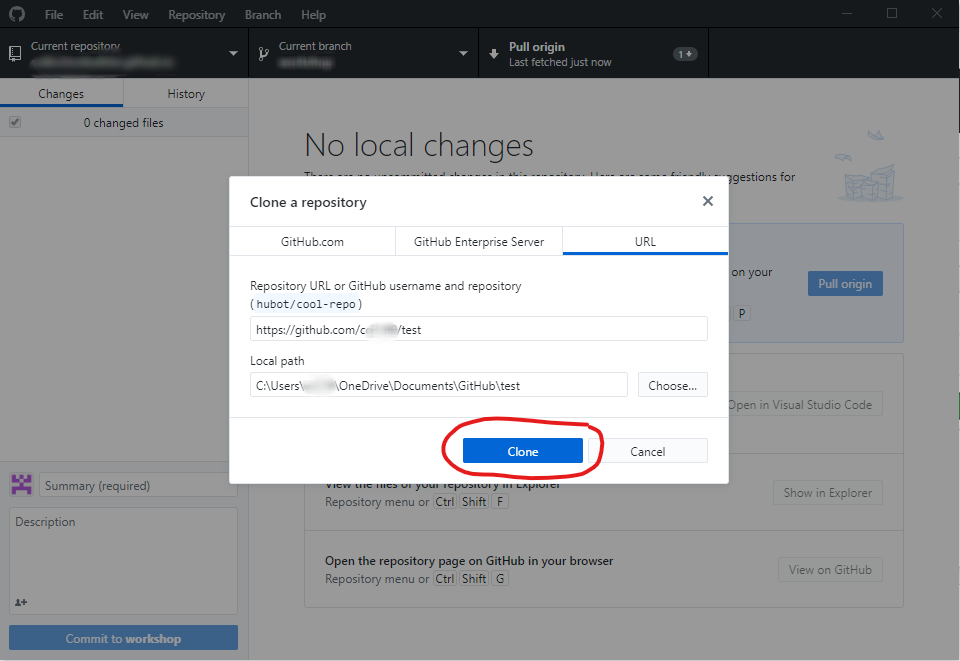 File Edit View Repository Branch Help
Current repository
Current branch
Pull origin
Last fetched just now
1
Changes History
0 changed files
No local changes
There are no uncommitted changes in this repository. Here are some friendly suggestions for
Clone a repository
GitHub.com GitHub Enterprise Server URL
Repository URL or GitHub username and repository
(hubot/cool-repo)
https://github.com/c /test
Local path
C:\Users\ \OneDrive\Documents\GitHub\test
Choose...
Clone Cancel
on your
Pull origin
P
Open in Visual Studio Code
View the files of your repository in Explorer
Repository menu or Ctrl Shift F
Show in Explorer
Open the repository page on GitHub in your browser
Repository menu or Ctrl Shift G
View on GitHub
Summary (required)
Description
Commit to workshop